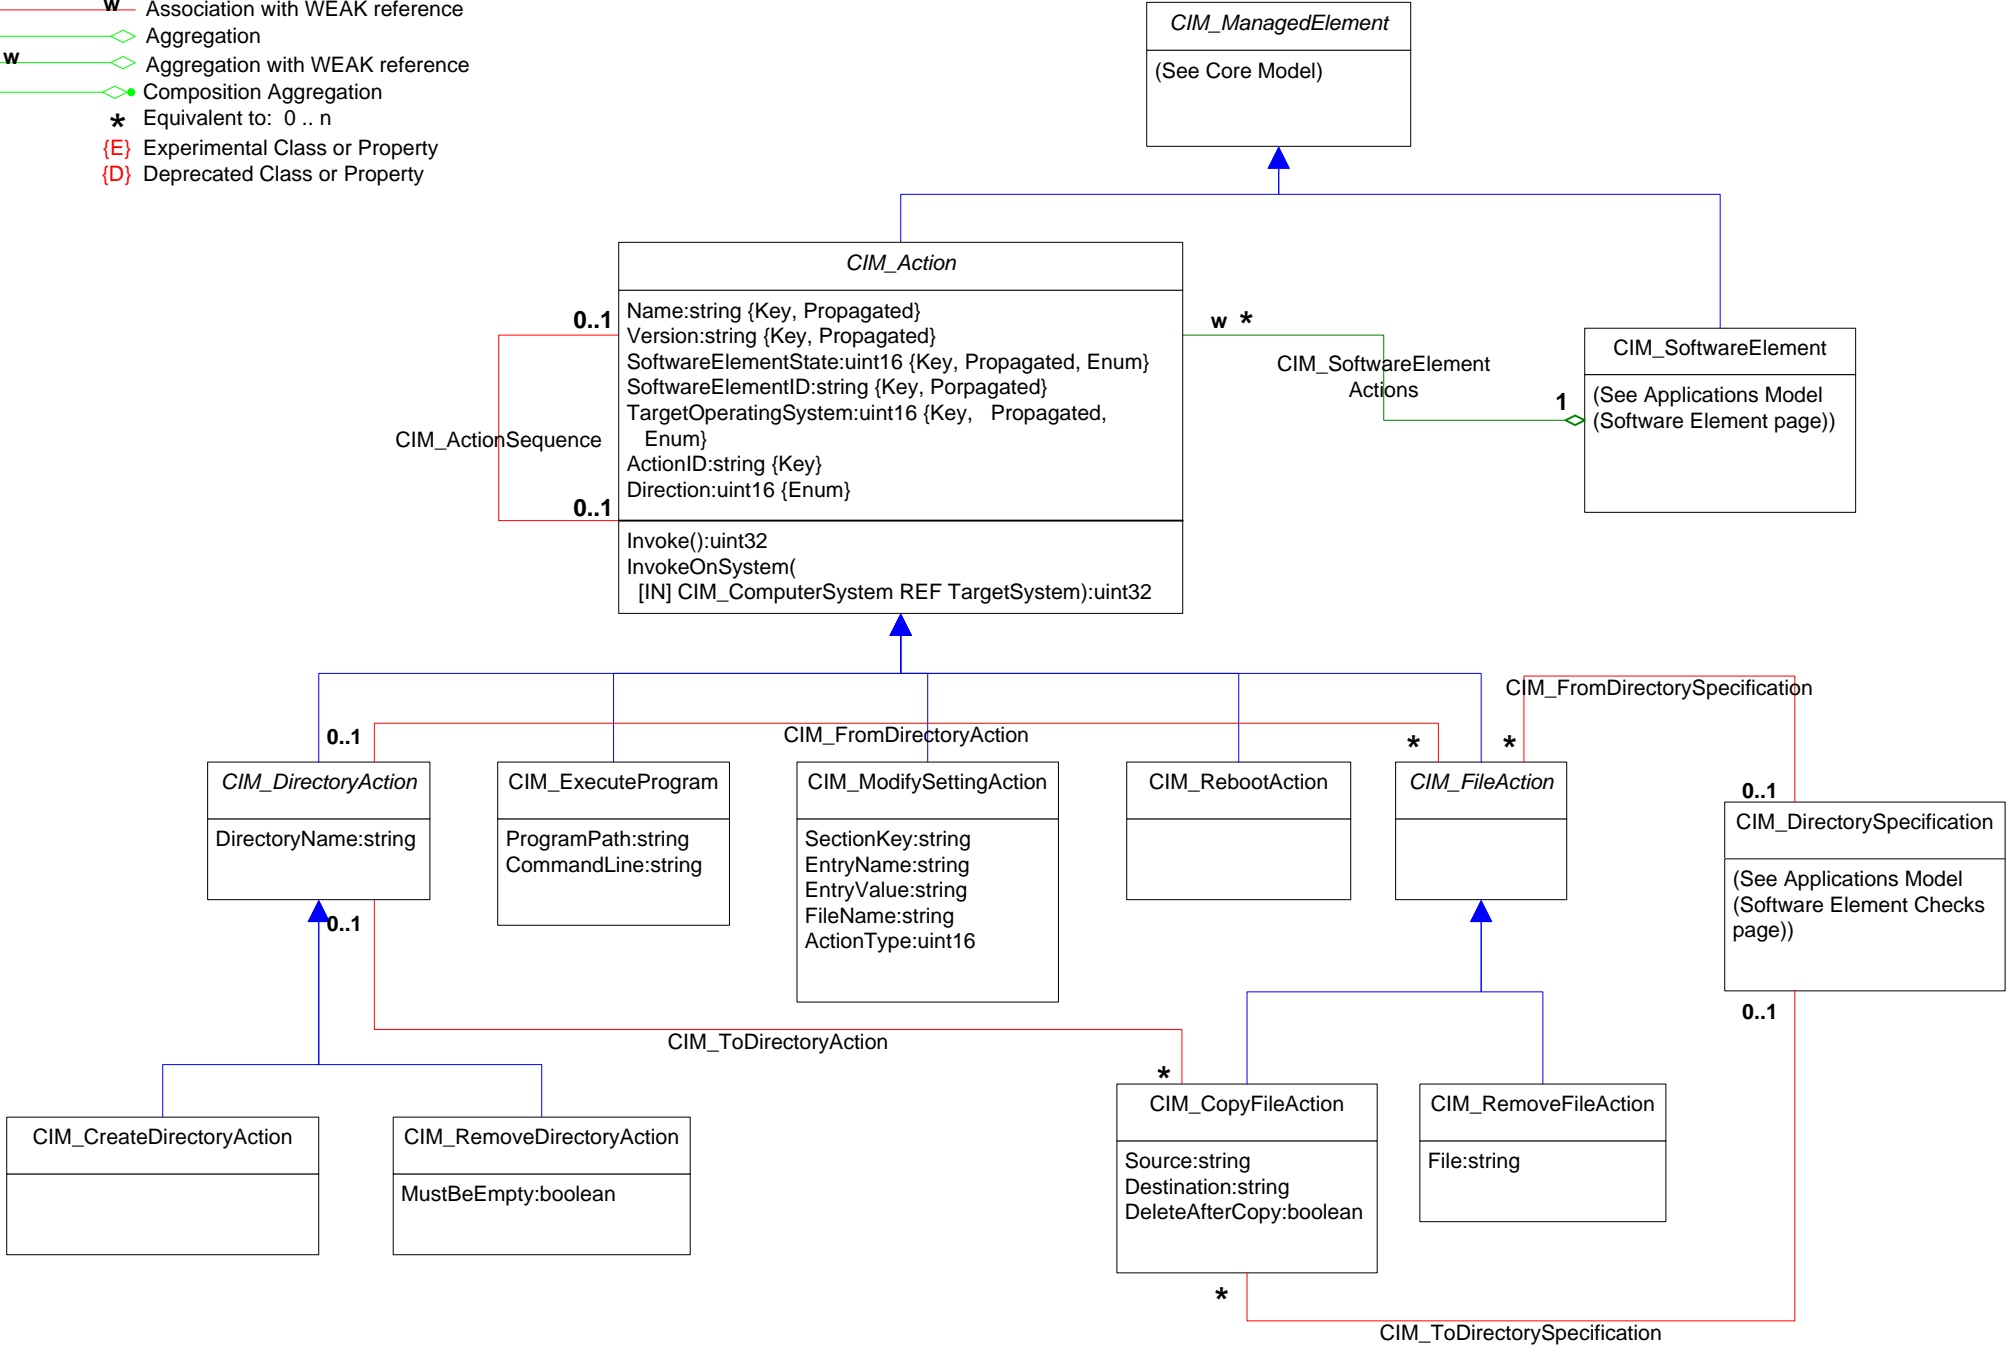 w Association with WEAK reference
Aggregation
w Aggregation with WEAK reference
Composition Aggregation
* Equivalent to: 0 .. n
{E} Experimental Class or Property
{D} Deprecated Class or Property
CIM_ManagedElement
(See Core Model)
CIM_Action
Name:string {Key, Propagated}
Version:string {Key, Propagated}
SoftwareElementState:uint16 {Key, Propagated, Enum}
SoftwareElementID:string {Key, Porpagated}
TargetOperatingSystem:uint16 {Key, Propagated,
Enum}
ActionID:string {Key}
Direction:uint16 {Enum}
Invoke():uint32
InvokeOnSystem(
[IN] CIM_ComputerSystem REF TargetSystem):uint32
0..1
CIM_ActionSequence
0..1
w *
CIM_SoftwareElement
Actions
1
CIM_SoftwareElement
(See Applications Model
(Software Element page))
CIM_FromDirectorySpecification
0..1
CIM_FromDirectoryAction
*
*
0..1
CIM_DirectoryAction
DirectoryName:string
0..1
CIM_ExecuteProgram
ProgramPath:string
CommandLine:string
CIM_ModifySettingAction
SectionKey:string
EntryName:string
EntryValue:string
FileName:string
ActionType:uint16
CIM_RebootAction
CIM_FileAction
CIM_DirectorySpecification
(See Applications Model
(Software Element Checks
page))
0..1
CIM_ToDirectoryAction
*
CIM_CreateDirectoryAction
CIM_RemoveDirectoryAction
MustBeEmpty:boolean
CIM_CopyFileAction
Source:string
Destination:string
DeleteAfterCopy:boolean
CIM_RemoveFileAction
File:string
*
CIM_ToDirectorySpecification